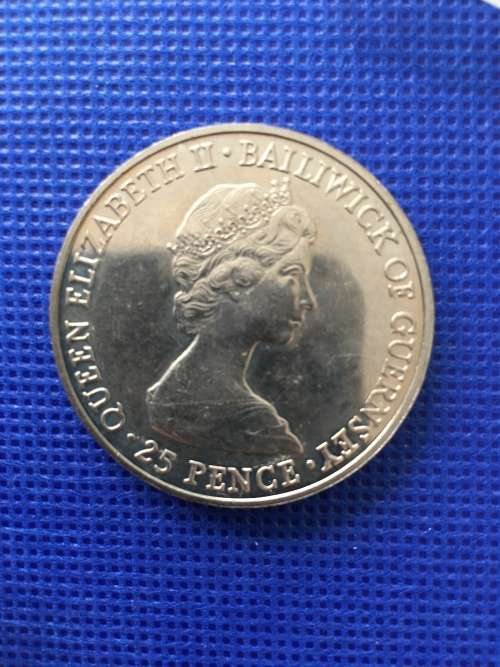 · QUEEN ELIZABETH II · BAILIWICK OF GUERNSEY ·
25 PENCE